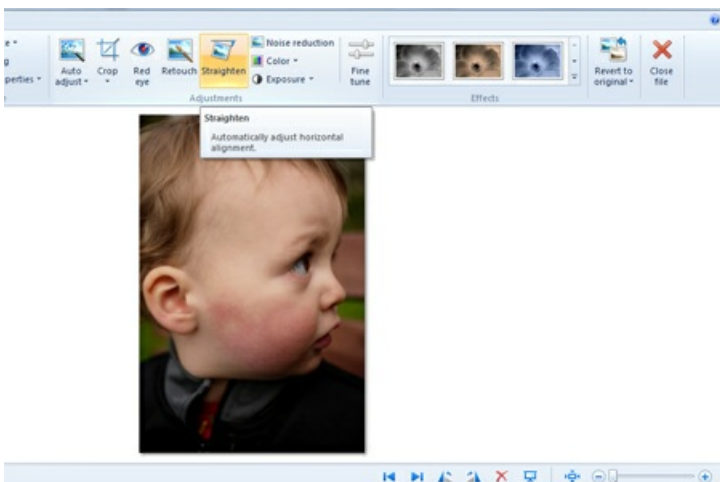 Auto adjust
Crop
Red eye
Retouch
Straighten
Noise reduction
Color
Exposure
Fine tune
Revert to original
Close file
Adjustments
Effects
Straighten
Automatically adjust horizontal
alignment.